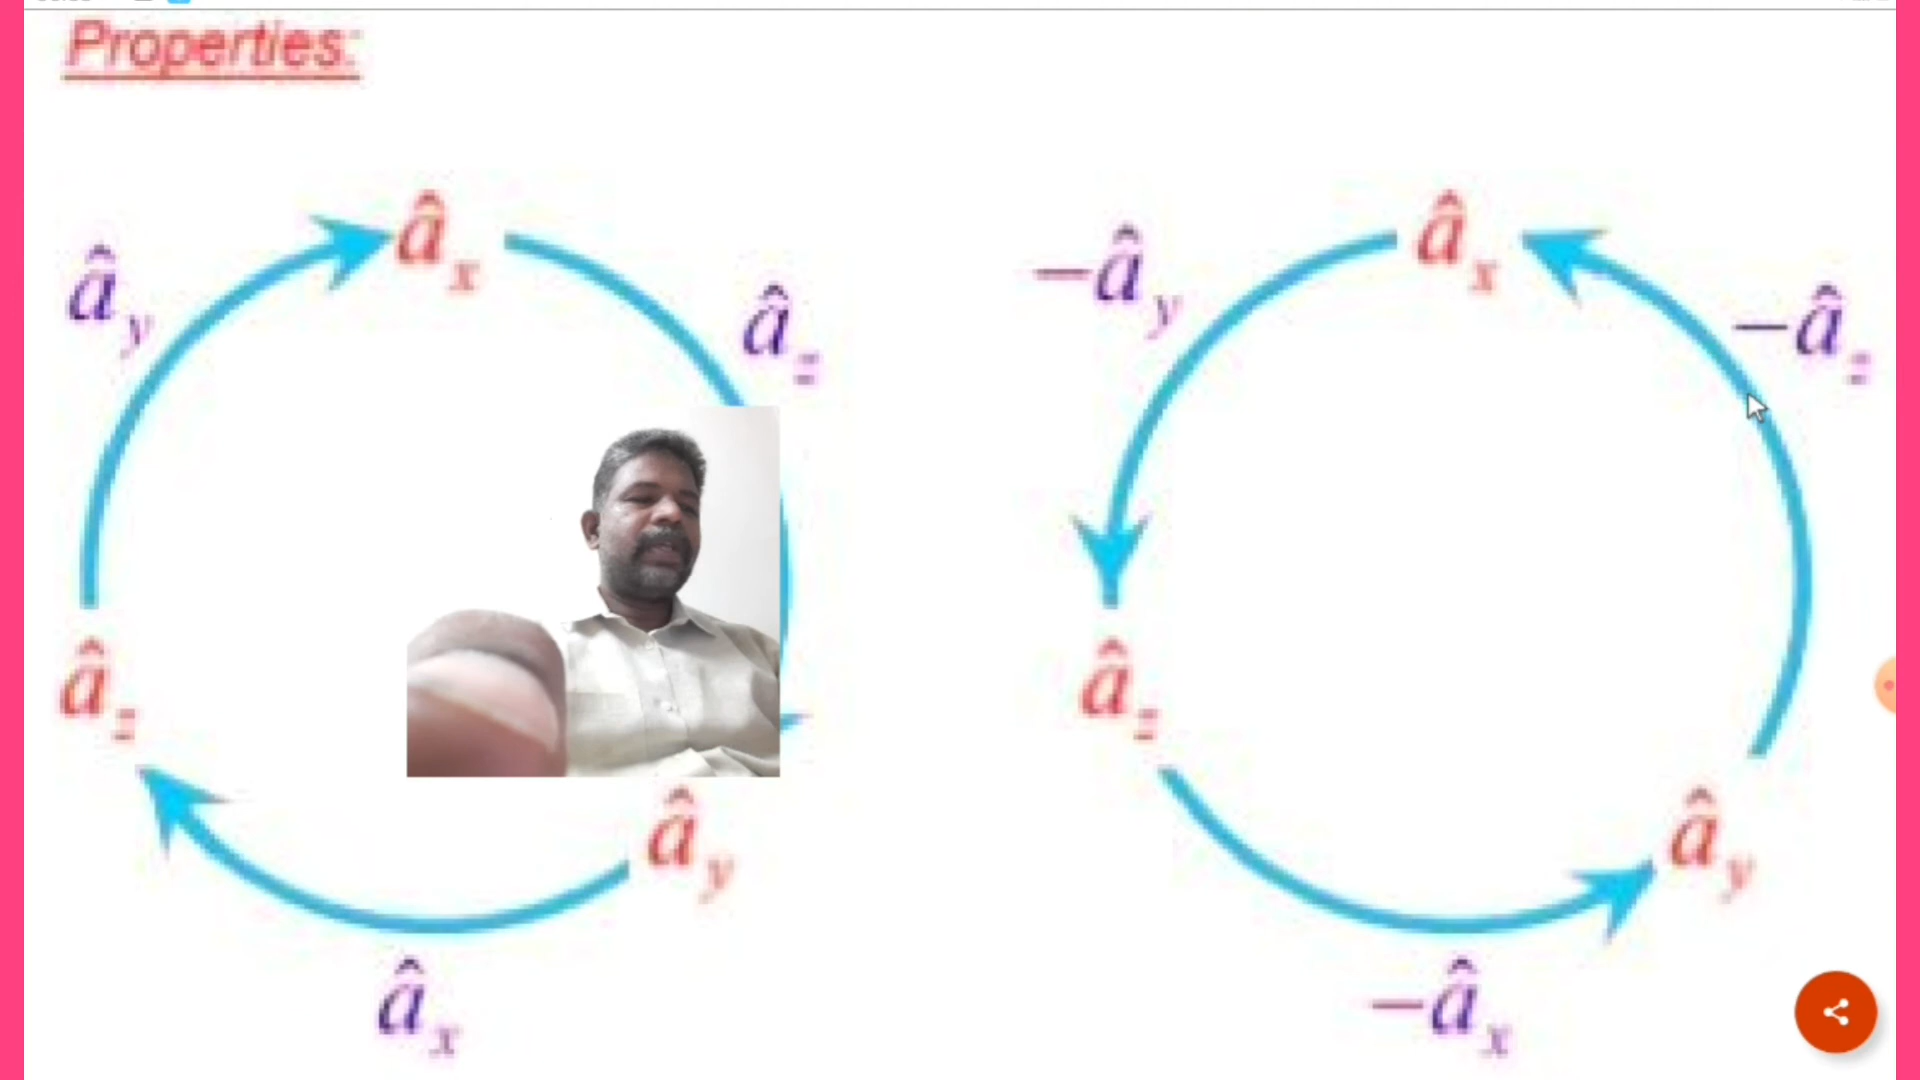 Properties:
â_y
â_x
â_z
â_z
â_y
â_x
−â_y
â_x
−â_z
â_z
â_y
−â_x